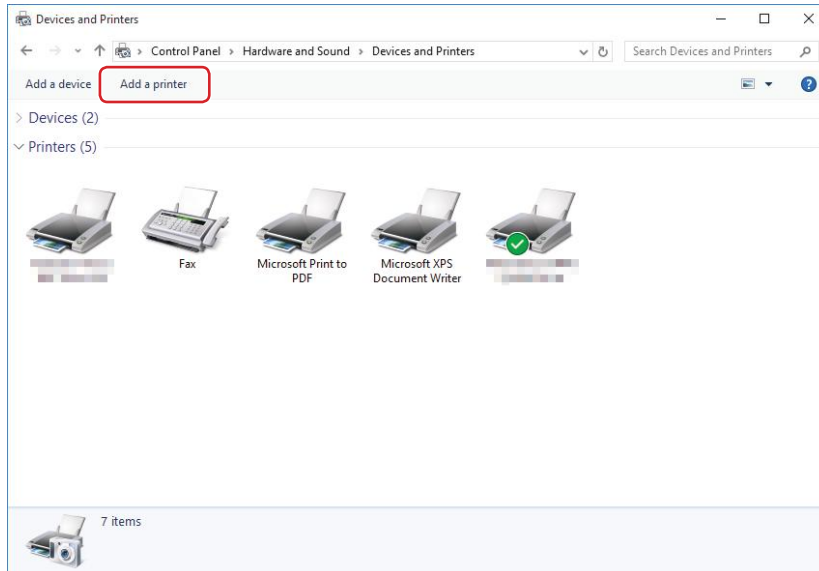 Devices and Printers
Control Panel > Hardware and Sound > Devices and Printers
Search Devices and Printers
Add a device
Add a printer
Devices (2)
Printers (5)
Fax
Microsoft Print to
PDF
Microsoft XPS
Document Writer
7 items